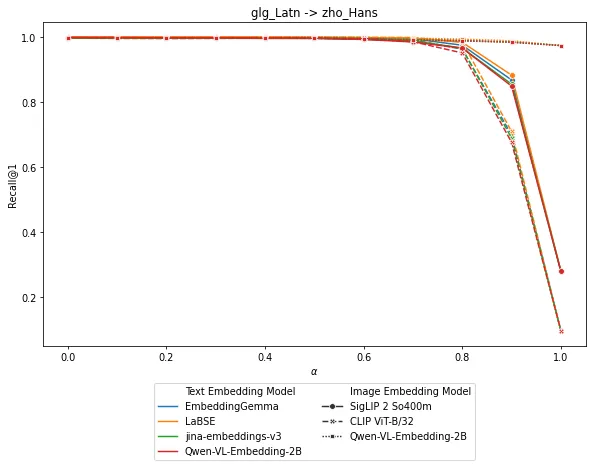 glg_Latn -> zho_Hans
Recall@1
1.0
0.8
0.6
0.4
0.2
0.0
0.2
0.4
0.6
0.8
1.0
α
Text Embedding Model
EmbeddingGemma
LaBSE
jina-embeddings-v3
Qwen-VL-Embedding-2B
Image Embedding Model
SigLIP 2 So400m
CLIP ViT-B/32
Qwen-VL-Embedding-2B